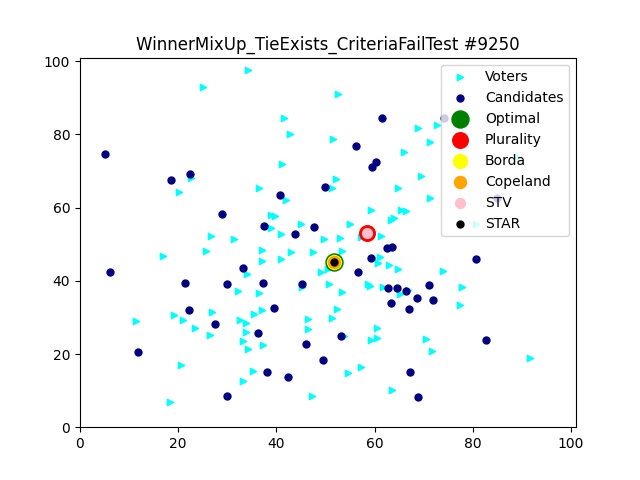 WinnerMixUp_TieExists_CriteriaFailTest #9250
100
80
60
40
20
0
0 20 40 60 80 100
Voters
Candidates
Optimal
Plurality
Borda
Copeland
STV
STAR